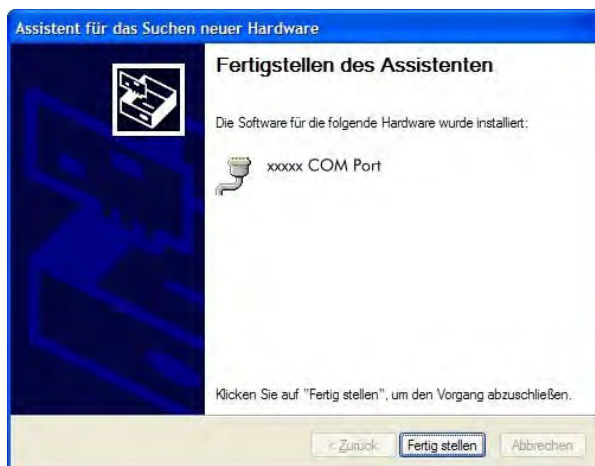 Assistent für das Suchen neuer Hardware
Fertigstellen des Assistenten
Die Software für die folgende Hardware wurde installiert:
xxxxx COM Port
Klicken Sie auf "Fertig stellen", um den Vorgang abzuschließen.
< Zurück Fertig stellen Abbrechen